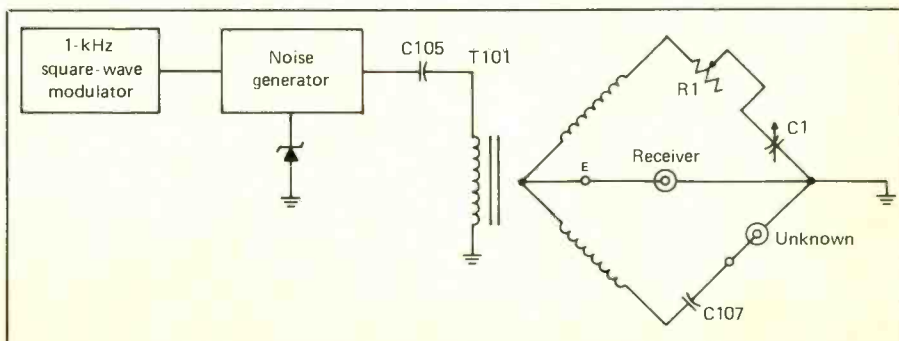 1-kHz
square-wave
modulator
Noise
generator
C105
T101
R1
C1
E
Receiver
Unknown
C107